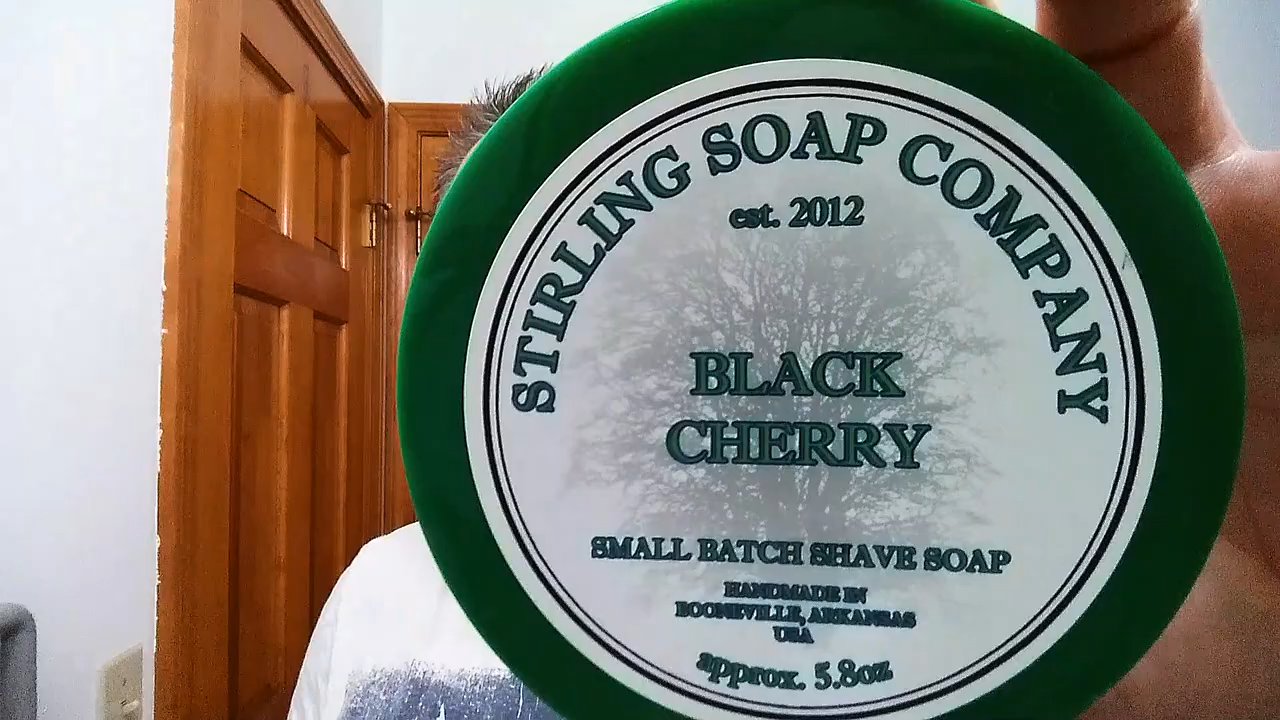 STIRLING SOAP COMPANY
est. 2012
BLACK
CHERRY
SMALL BATCH SHAVE SOAP
HANDMADE IN
BOONEVILLE, ARKANSAS
USA
approx. 5.8oz